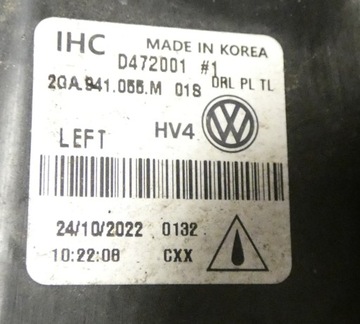 IHC MADE IN KOREA
D472001 #1
2GA.941.055.M 01S DRL PL TL
LEFT HV4
24/10/2022 0132
10:22:08 CXX